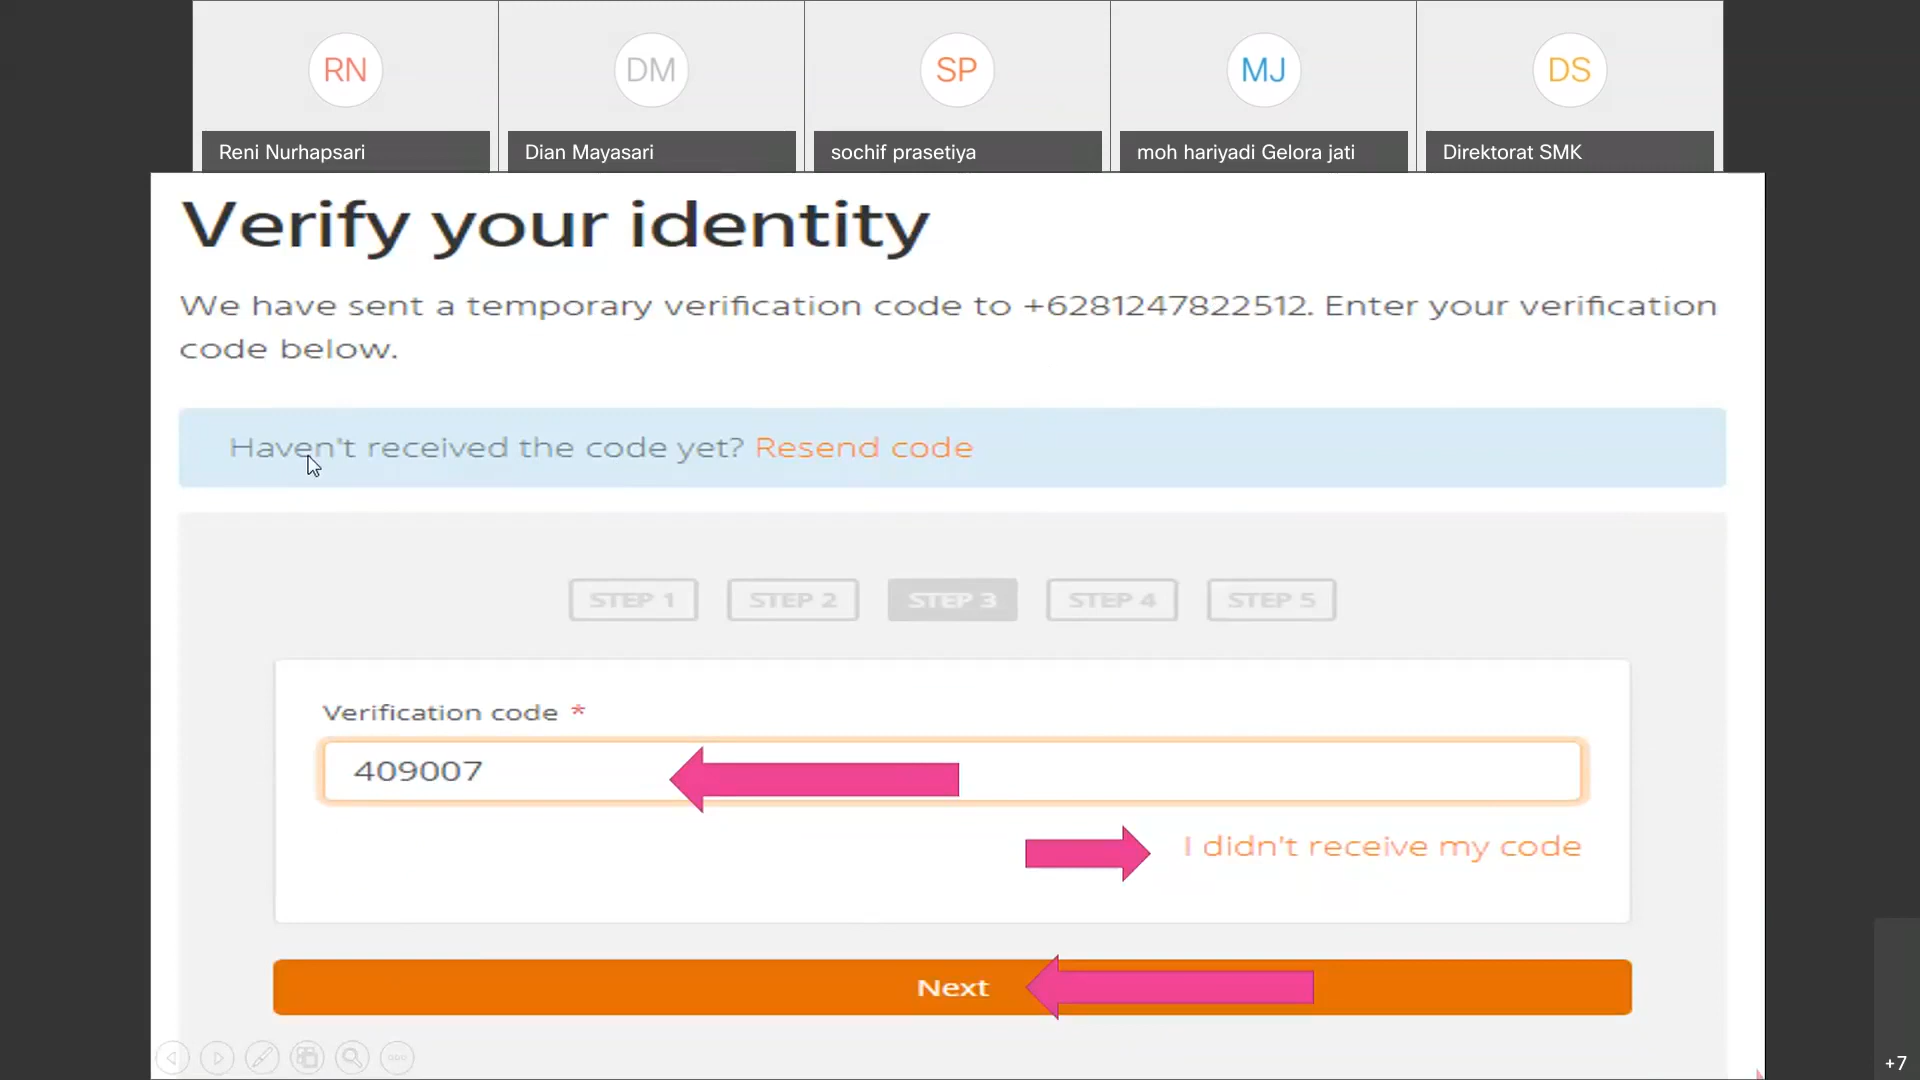 RN
DM
SP
MJ
DS
Reni Nurhapsari
Dian Mayasari
sochif prasetiya
moh hariyadi Gelora jati
Direktorat SMK
Verify your identity
We have sent a temporary verification code to +6281247822512. Enter your verification
code below.
Haven't received the code yet? Resend code
STEP 1
STEP 2
STEP 3
STEP 4
STEP 5
Verification code *
409007
I didn't receive my code
Next
+7